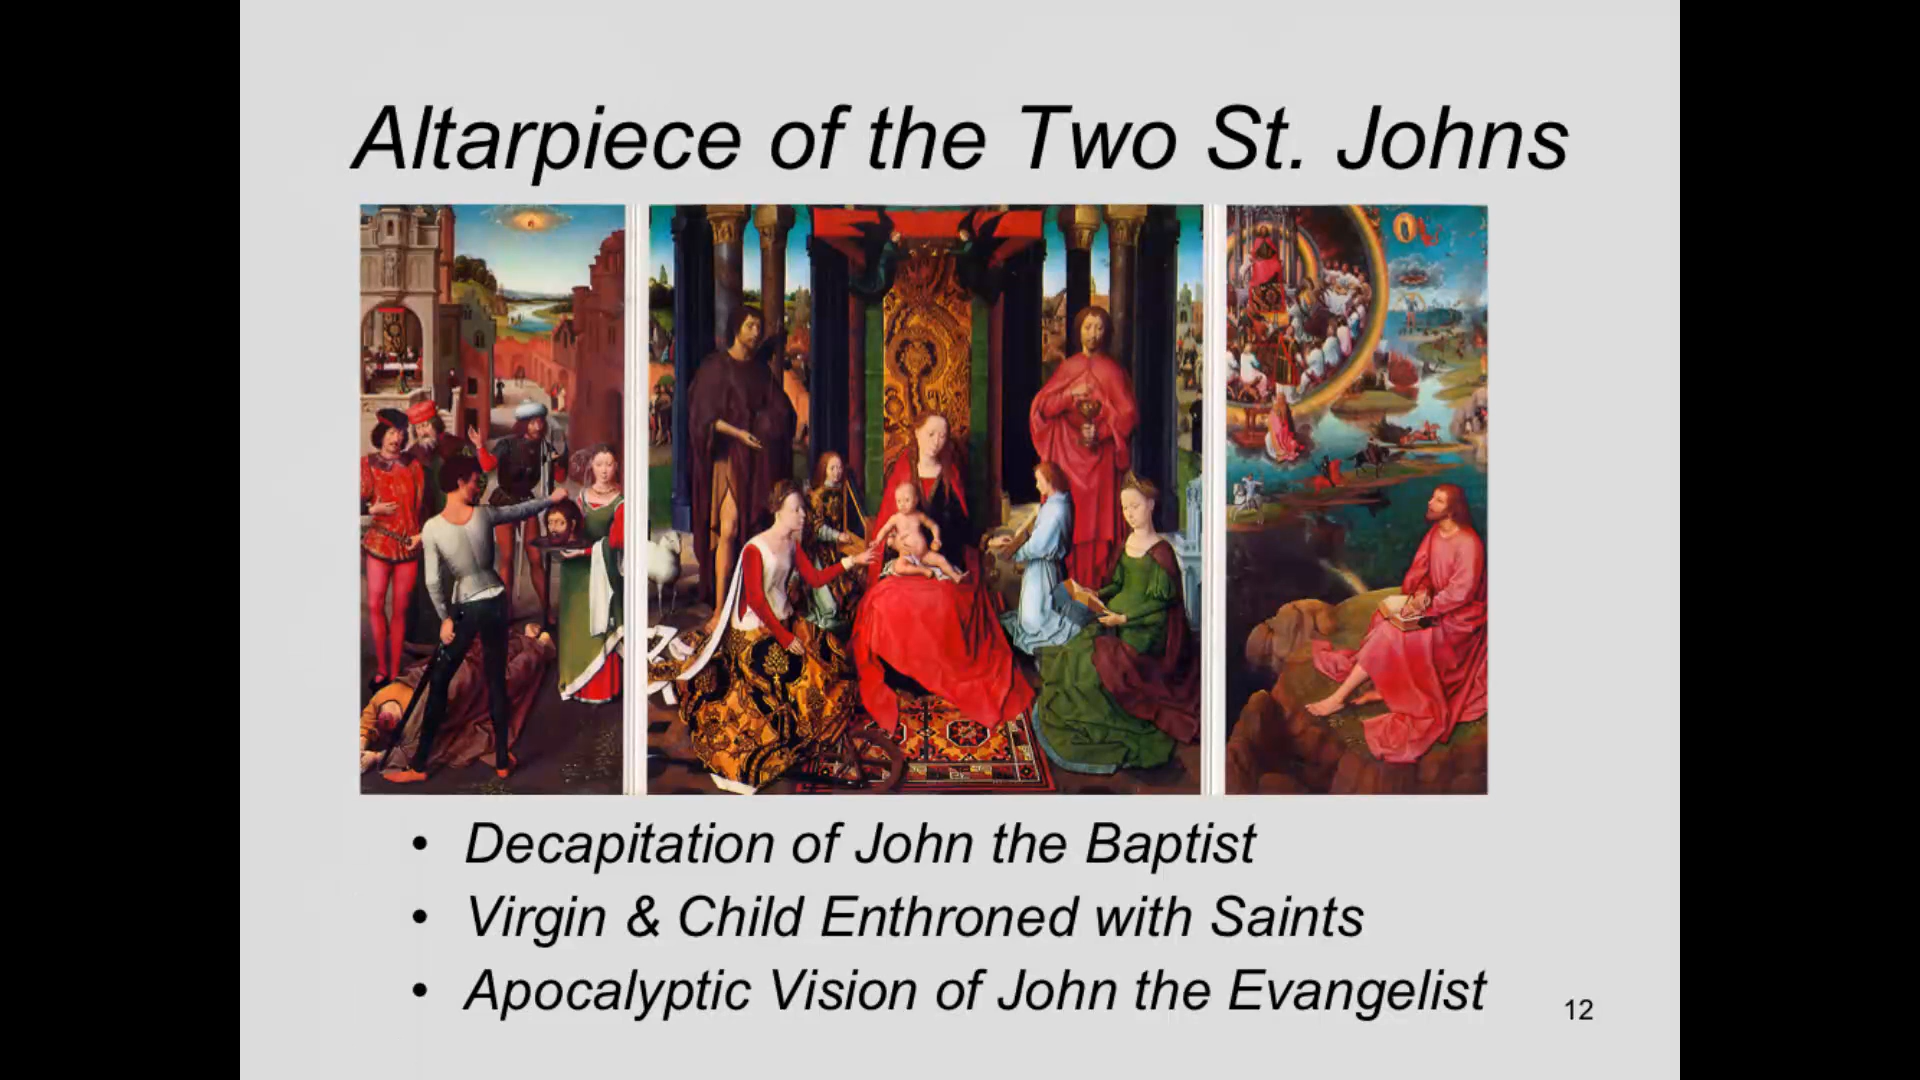 Altarpiece of the Two St. Johns
• Decapitation of John the Baptist
• Virgin & Child Enthroned with Saints
• Apocalyptic Vision of John the Evangelist
12